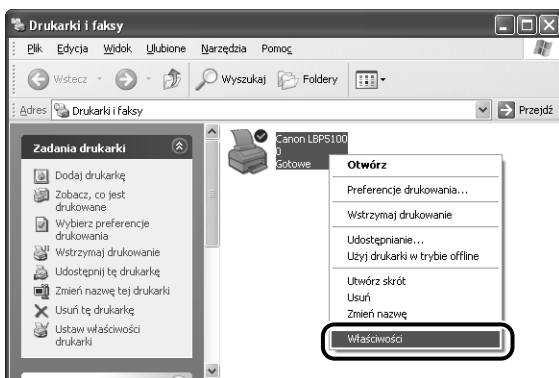 Drukarki i faksy
Plik Edycja Widok Ulubione Narzędzia Pomoc
Wstecz Wyszukaj Foldery
Adres Drukarki i faksy Przejdź
Zadania drukarki
Dodaj drukarkę
Zobacz, co jest
drukowane
Wybierz preferencje
drukowania
Wstrzymaj drukowanie
Udostępnij tę drukarkę
Zmień nazwę tej drukarki
Usuń tę drukarkę
Ustaw właściwości
drukarki
Canon LBP5100
0
Gotowe
Otwórz
Preferencje drukowania...
Wstrzymaj drukowanie
Udostępnianie...
Użyj drukarki w trybie offline
Utwórz skrót
Usuń
Zmień nazwę
Właściwości